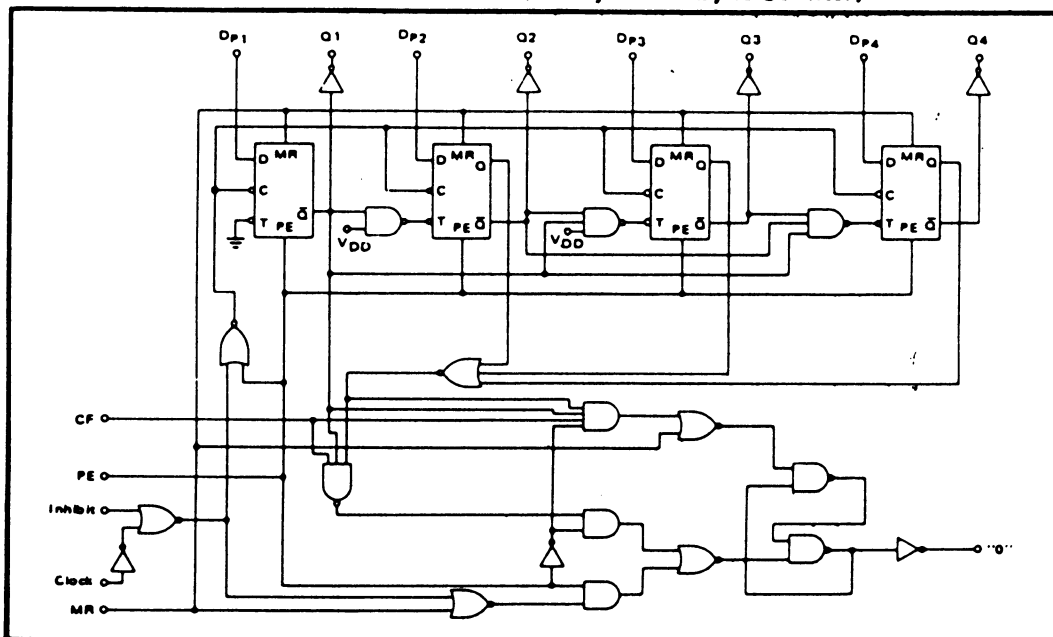 DP1 Q1 DP2 Q2 DP3 Q3 DP4 Q4
D MR D MR Q D MR Q D MR Q
C C C C
T PE Q̅ T PE Q̅ T PE Q̅ T PE Q̅
VDD VDD
CF
PE
Inhibit
Clock
MR
"0"